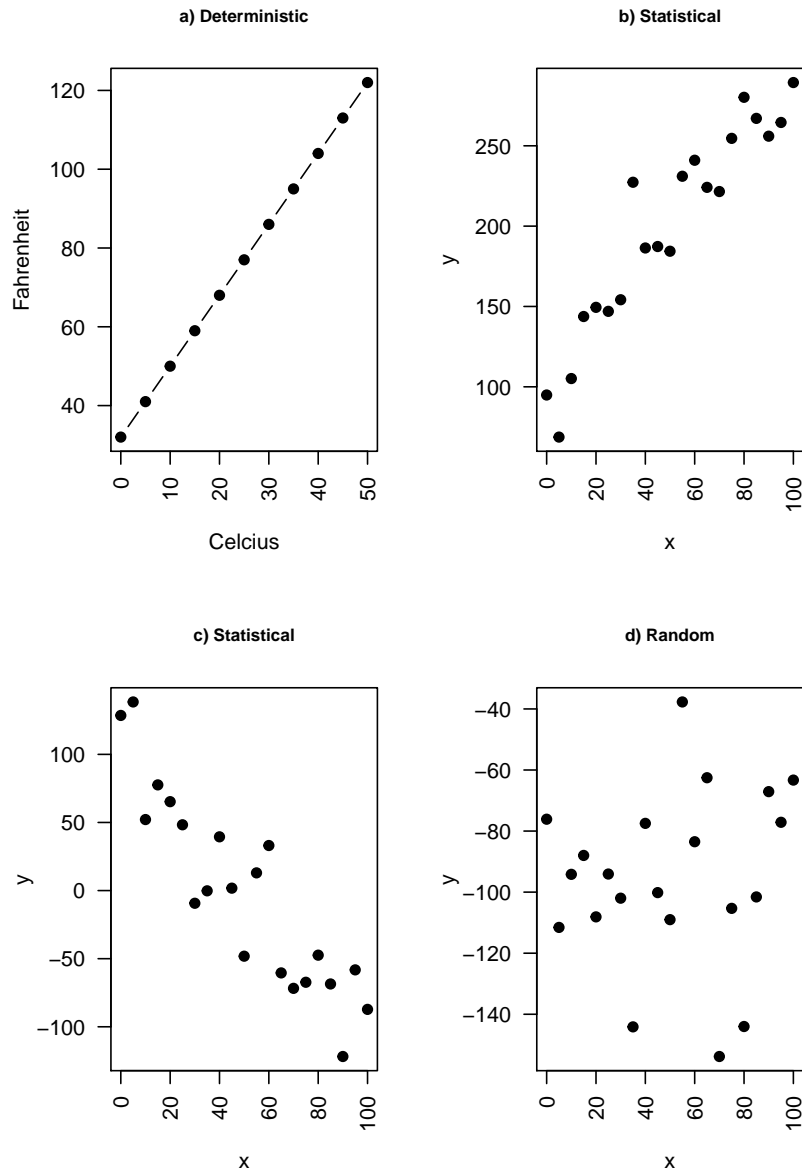 a) Deterministic
Fahrenheit
120
100
80
60
40
0 10 20 30 40 50
Celcius
b) Statistical
y
250
200
150
100
0 20 40 60 80 100
x
c) Statistical
y
100
50
0
−50
−100
0 20 40 60 80 100
x
d) Random
y
−40
−60
−80
−100
−120
−140
0 20 40 60 80 100
x